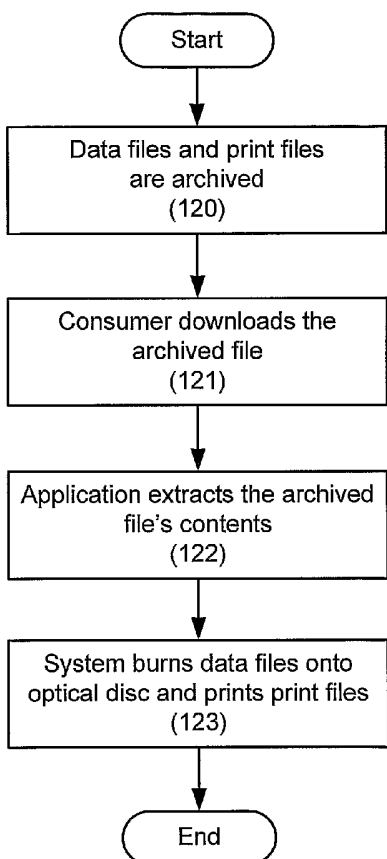 Start
Data files and print files
are archived
(120)
Consumer downloads the
archived file
(121)
Application extracts the archived
file's contents
(122)
System burns data files onto
optical disc and prints print files
(123)
End